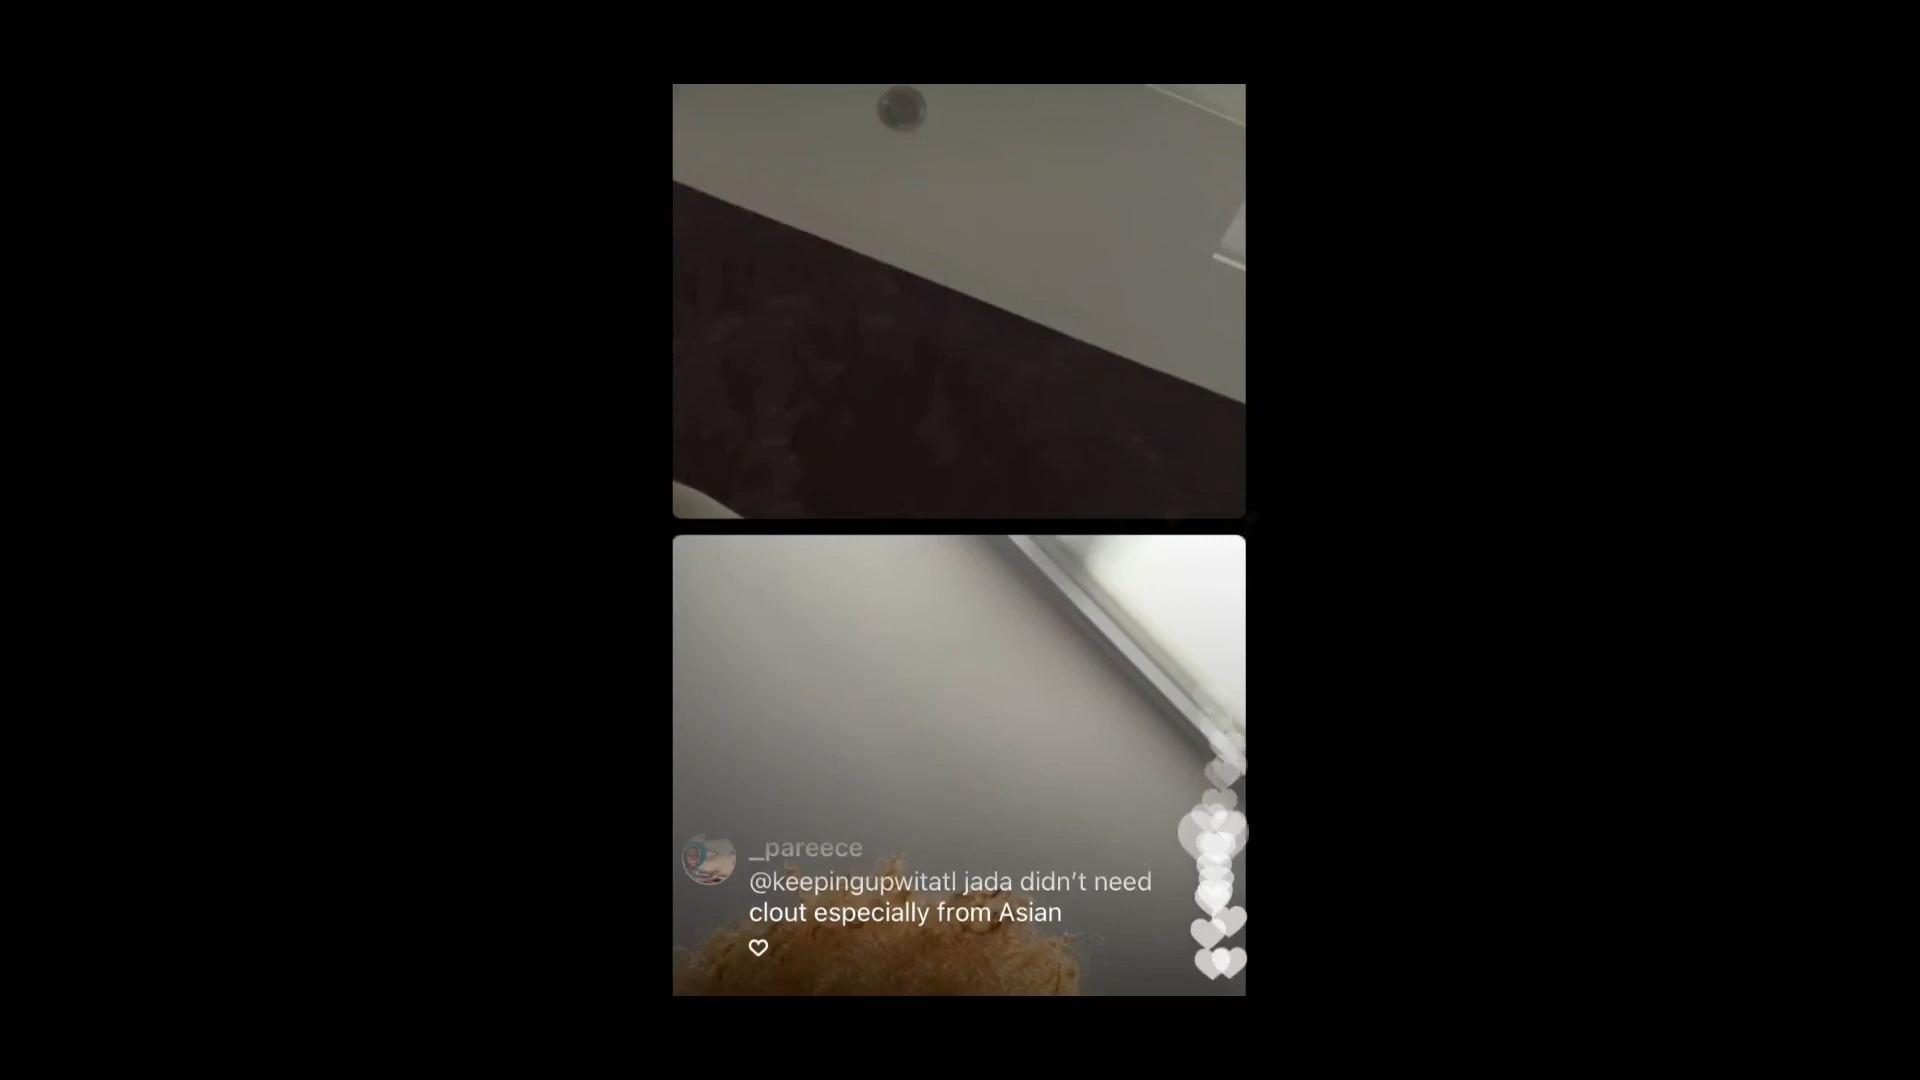 _pareece
@keepingupwitatl jada didn’t need
clout especially from Asian